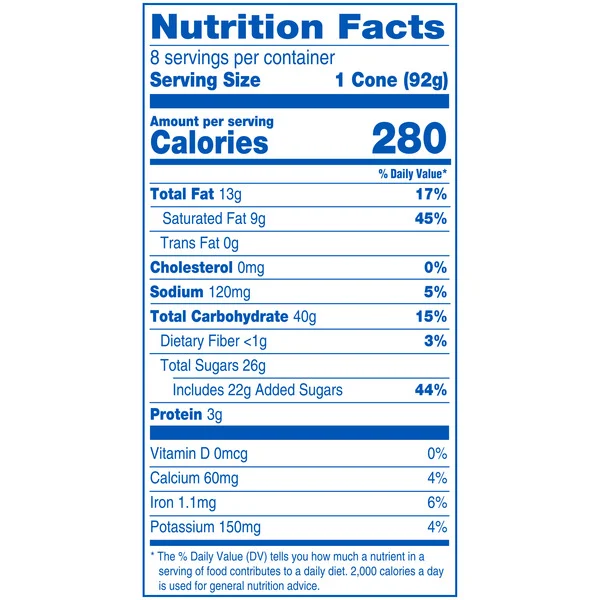 Nutrition Facts
8 servings per container
Serving Size 1 Cone (92g)
Amount per serving
Calories 280
% Daily Value*
Total Fat 13g 17%
Saturated Fat 9g 45%
Trans Fat 0g
Cholesterol 0mg 0%
Sodium 120mg 5%
Total Carbohydrate 40g 15%
Dietary Fiber <1g 3%
Total Sugars 26g
Includes 22g Added Sugars 44%
Protein 3g
Vitamin D 0mcg 0%
Calcium 60mg 4%
Iron 1.1mg 6%
Potassium 150mg 4%
* The % Daily Value (DV) tells you how much a nutrient in a
serving of food contributes to a daily diet. 2,000 calories a day
is used for general nutrition advice.